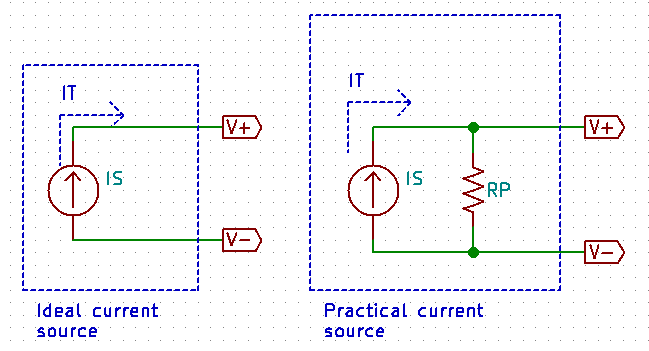 IT
V+
IS
V-
Ideal current
source
IT
V+
IS
RP
V-
Practical current
source